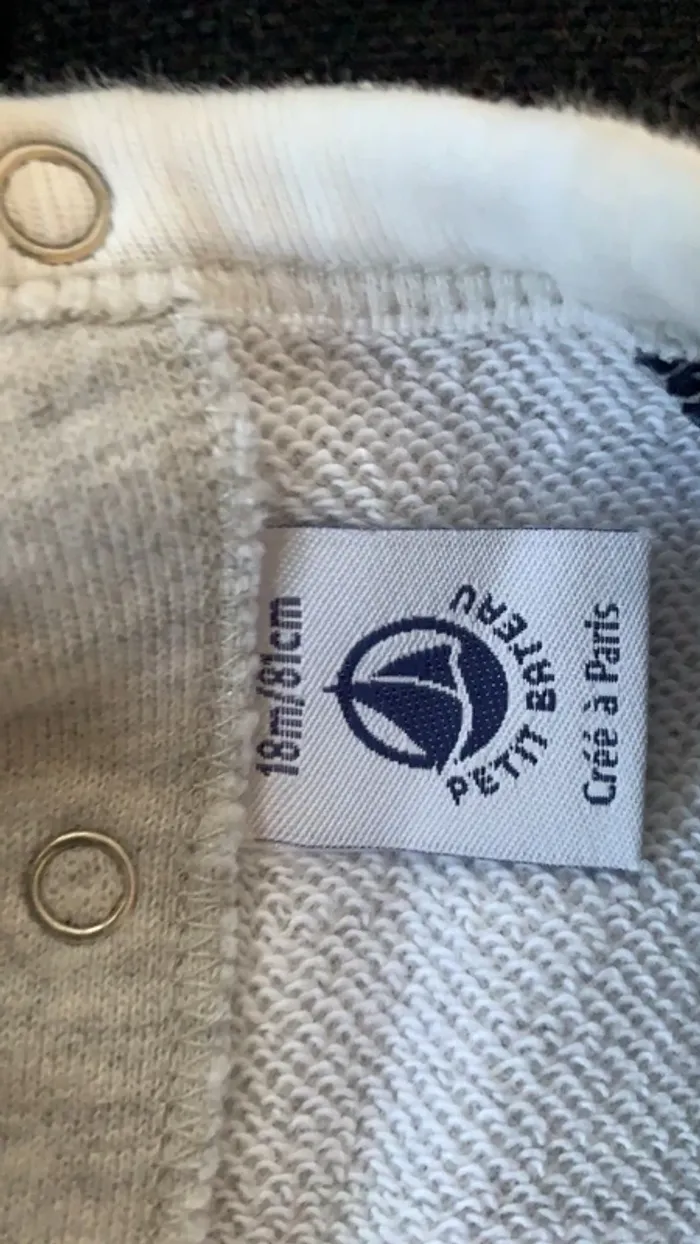 18m/81cm
PETIT BATEAU
Créé à Paris